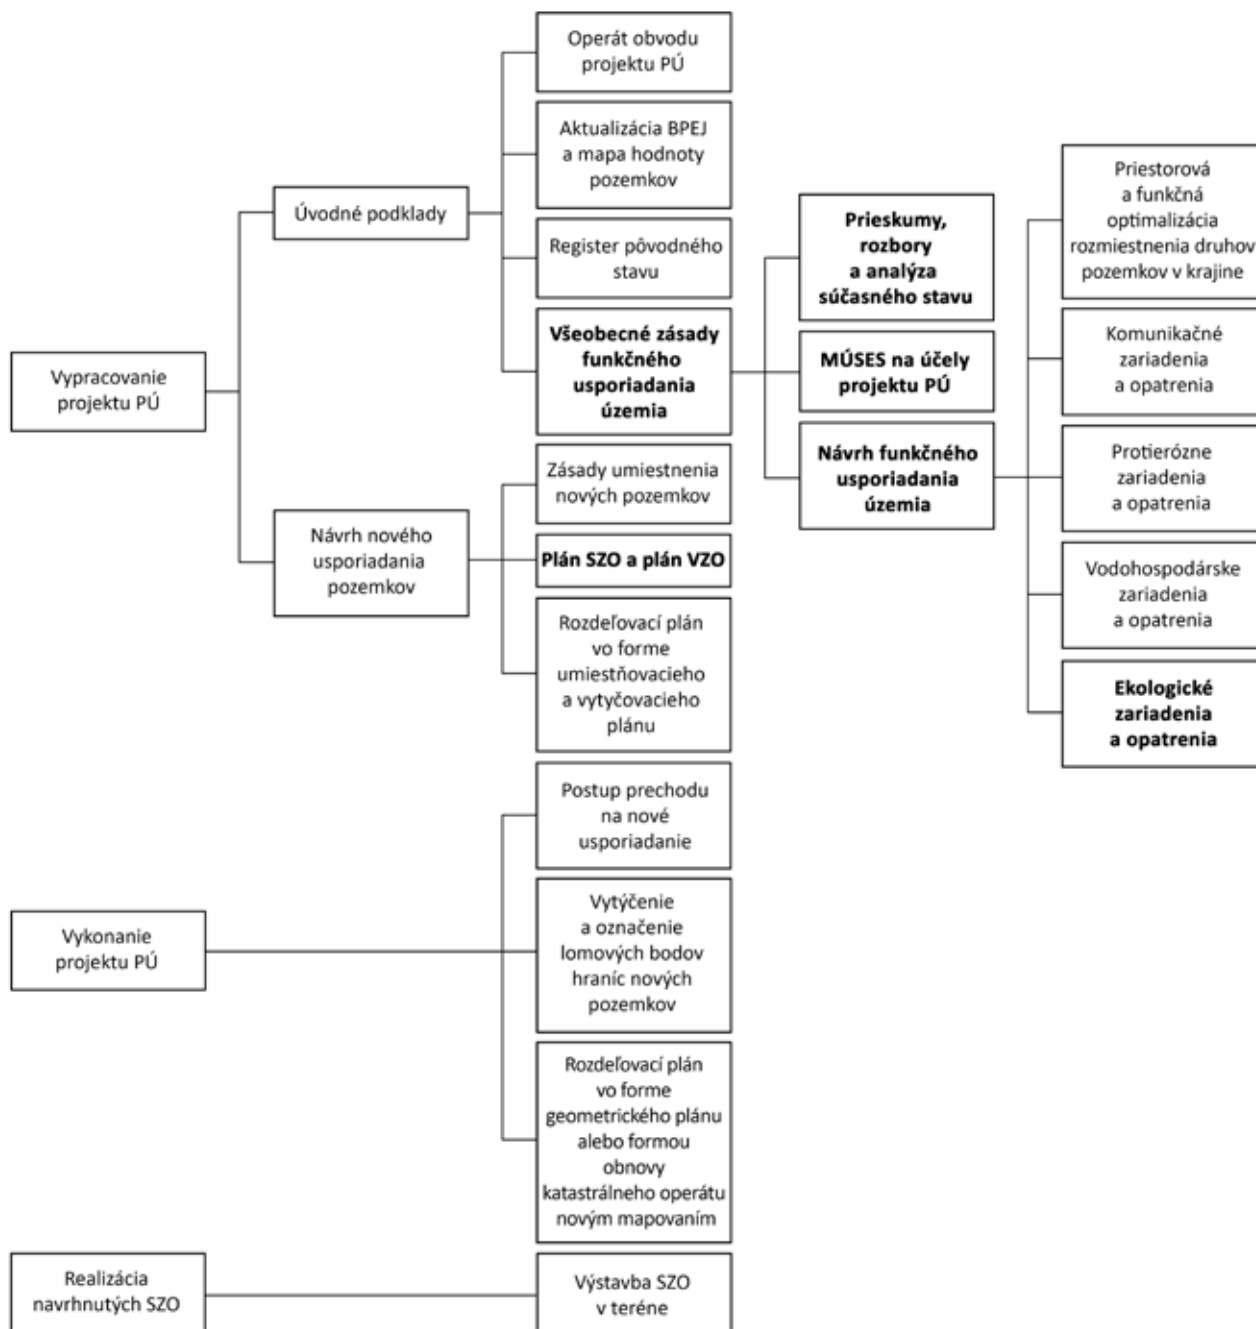 Vypracovanie
projektu PÚ
Úvodné podklady
Operát obvodu
projektu PÚ
Aktualizácia BPEJ
a mapa hodnoty
pozemkov
Register pôvodného
stavu
Všeobecné zásady
funkčného
usporiadania
územia
Prieskumy,
rozbory
a analýza
súčasného stavu
MÚSES na účely
projektu PÚ
Návrh funkčného
usporiadania
územia
Priestorová
a funkčná
optimalizácia
rozmiestnenia druhov
pozemkov v krajine
Komunikačné
zariadenia
a opatrenia
Protierózne
zariadenia
a opatrenia
Vodohospodárske
zariadenia
a opatrenia
Ekologické
zariadenia
a opatrenia
Návrh nového
usporiadania
pozemkov
Zásady umiestnenia
nových pozemkov
Plán SZO a plán VZO
Rozdeľovací plán
vo forme
umiestňovacieho
a vytyčovacieho
plánu
Vykonanie
projektu PÚ
Postup prechodu
na nové
usporiadanie
Vytýčenie
a označenie
lomových bodov
hraníc nových
pozemkov
Rozdeľovací plán
vo forme
geometrického plánu
alebo formou
obnovy
katastrálneho operátu
novým mapovaním
Realizácia
navrhnutých SZO
Výstavba SZO
v teréne